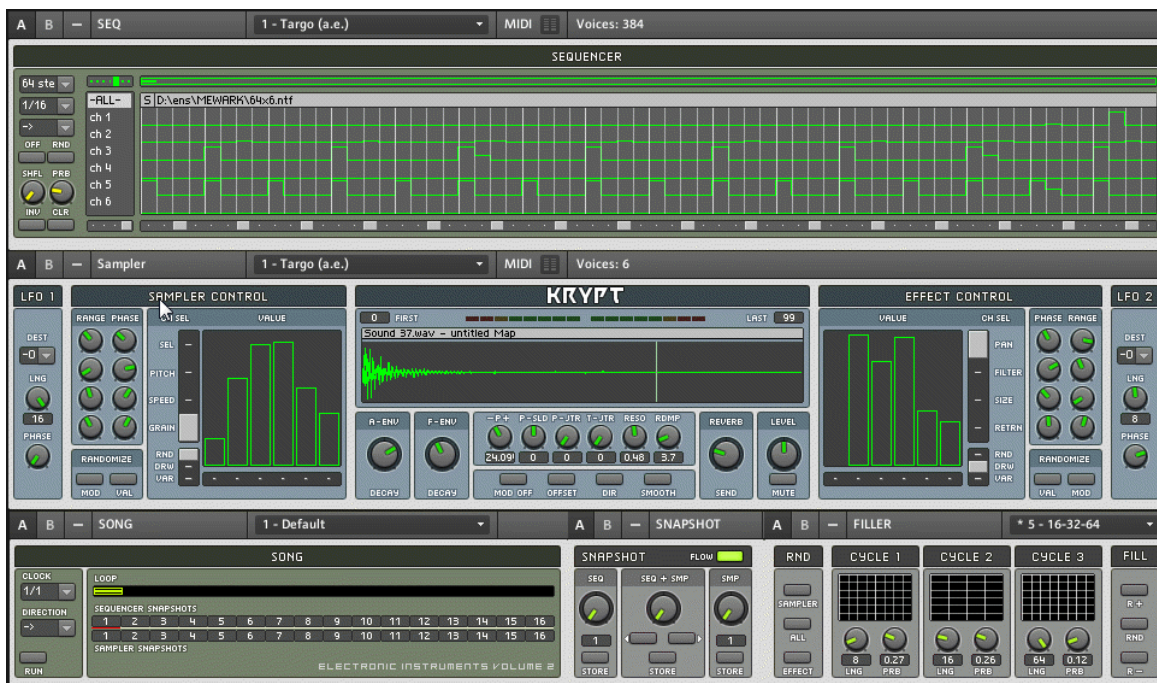 A B – SEQ 1 - Targo (a.e.) MIDI Voices: 384
SEQUENCER
64 ste
1/16
->
OFF RND
SHFL PRB
INV CLR
-ALL-
ch 1
ch 2
ch 3
ch 4
ch 5
ch 6
S D:\ens\MEWARK\64x6.ntf
A B – Sampler 1 - Targo (a.e.) MIDI Voices: 6
LFO 1
DEST
-0
LNG
16
PHASE
SAMPLER CONTROL
RANGE PHASE CH SEL VALUE
SEL
PITCH
SPEED
GRAIN
RND
DRW
VAR
RANDOMIZE
MOD VAL
KRYPT
0 FIRST LAST 99
Sound 37.wav - untitled Map
A-ENV
DECAY
F-ENV
DECAY
-P+ P-SLD P-JTR T-JTR RESO RDMP
24.09! 0 0 0 0.48 3.7
MOD OFF OFFSET DIR SMOOTH
REVERB
SEND
LEVEL
MUTE
EFFECT CONTROL
VALUE CH SEL PHASE RANGE
PAN
FILTER
SIZE
RETRN
RND
DRW
VAR
RANDOMIZE
VAL MOD
LFO 2
DEST
-0
LNG
8
PHASE
A B – SONG 1 - Default
SONG
CLOCK
1/1
DIRECTION
->
RUN
LOOP
SEQUENCER SNAPSHOTS
1 2 3 4 5 6 7 8 9 10 11 12 13 14 15 16
1 2 3 4 5 6 7 8 9 10 11 12 13 14 15 16
SAMPLER SNAPSHOTS
ELECTRONIC INSTRUMENTS VOLUME 2
A B – SNAPSHOT
SNAPSHOT FLOW
SEQ SEQ + SMP SMP
1 1
STORE STORE STORE
A B – FILLER * 5 - 16-32-64
RND
SAMPLER
ALL
EFFECT
CYCLE 1
8 0.27
LNG PRB
CYCLE 2
16 0.26
LNG PRB
CYCLE 3
64 0.12
LNG PRB
FILL
R +
RND
R -